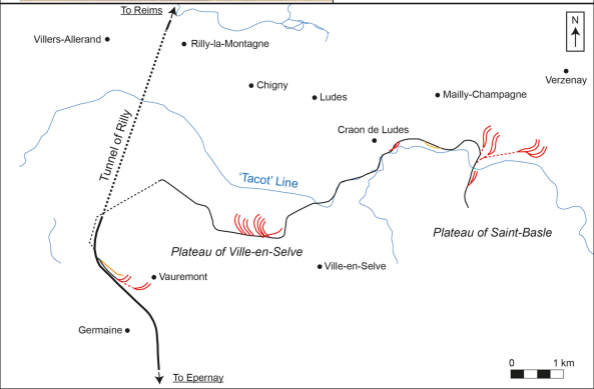 To Reims
N
Villers-Allerand
Rilly-la-Montagne
Verzenay
Chigny
Mailly-Champagne
Ludes
Craon de Ludes
Tunnel of Rilly
'Tacot' Line
Plateau of Saint-Basle
Plateau of Ville-en-Selve
Ville-en-Selve
Vauremont
Germaine
0 1 km
To Epernay